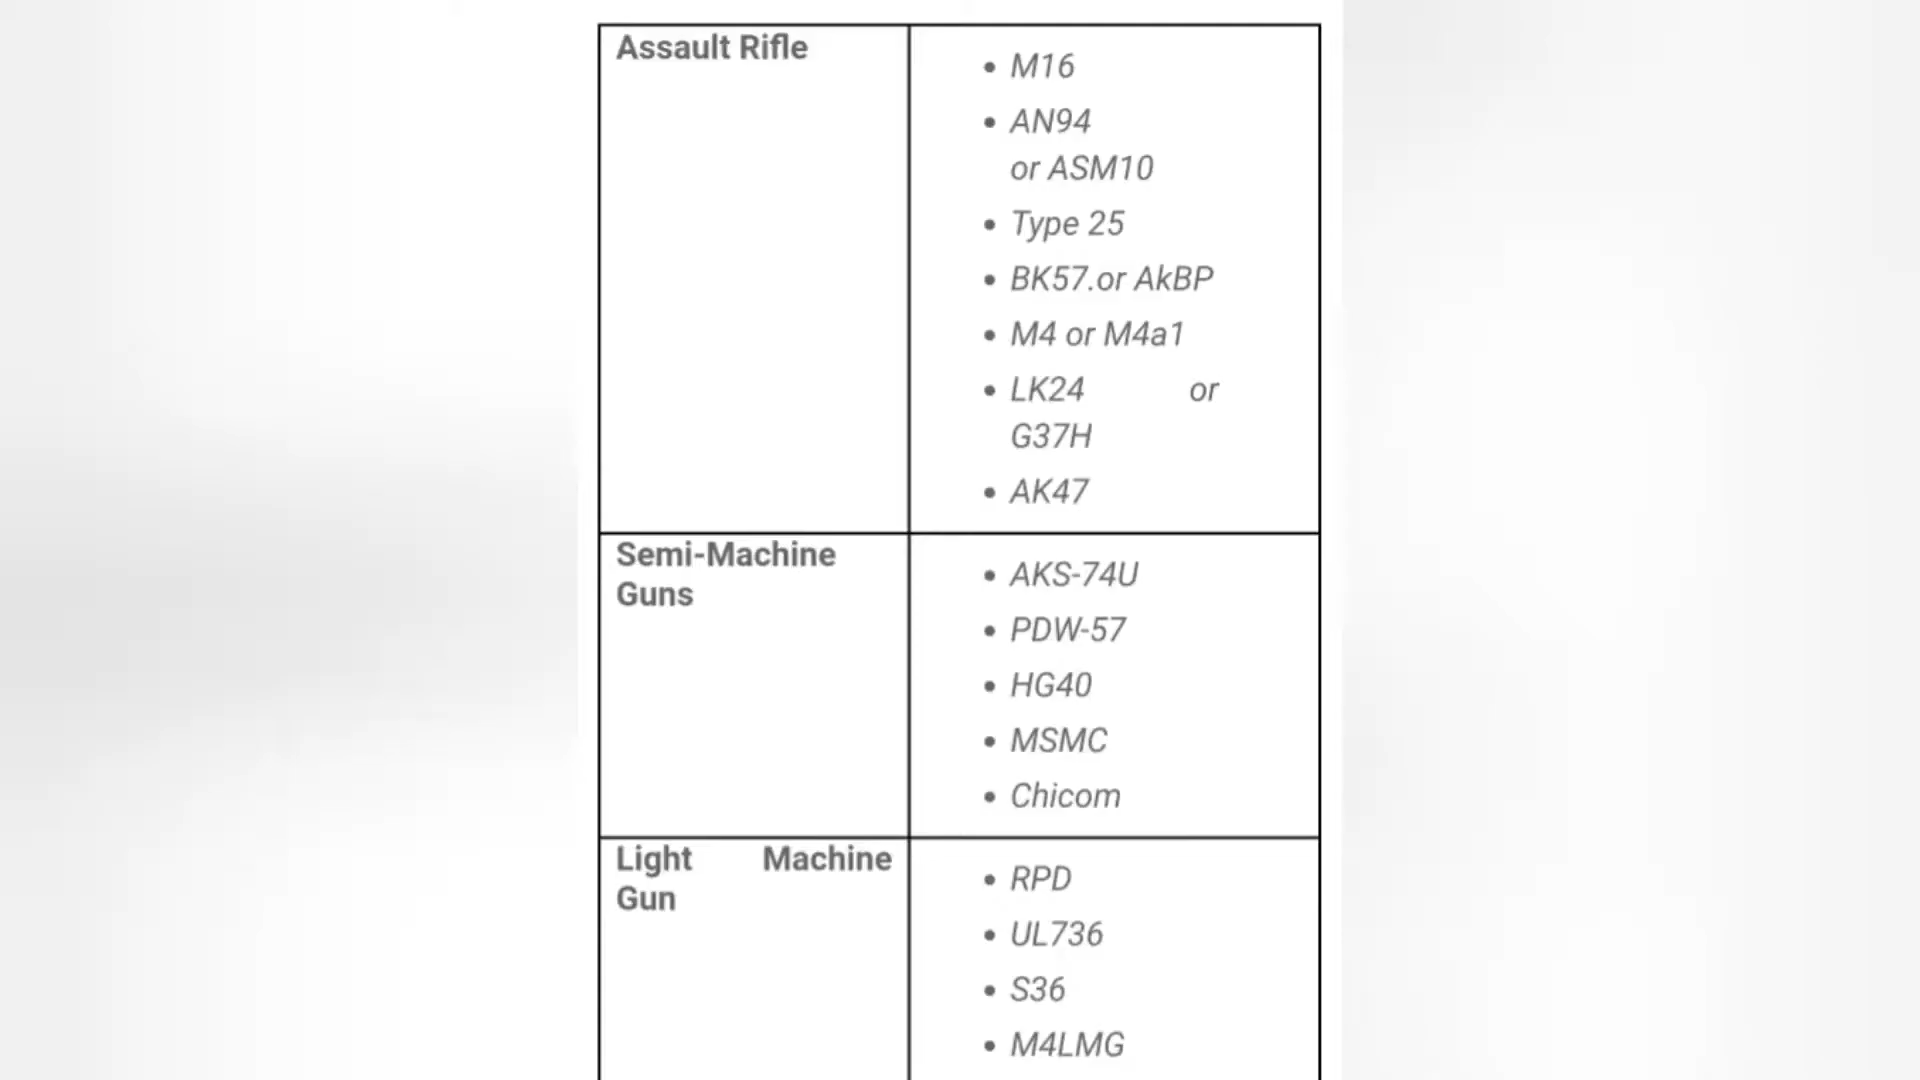 Assault Rifle
M16
AN94
or ASM10
Type 25
BK57.or AkBP
M4 or M4a1
LK24 or
G37H
AK47
Semi-Machine
Guns
AKS-74U
PDW-57
HG40
MSMC
Chicom
Light Machine
Gun
RPD
UL736
S36
M4LMG